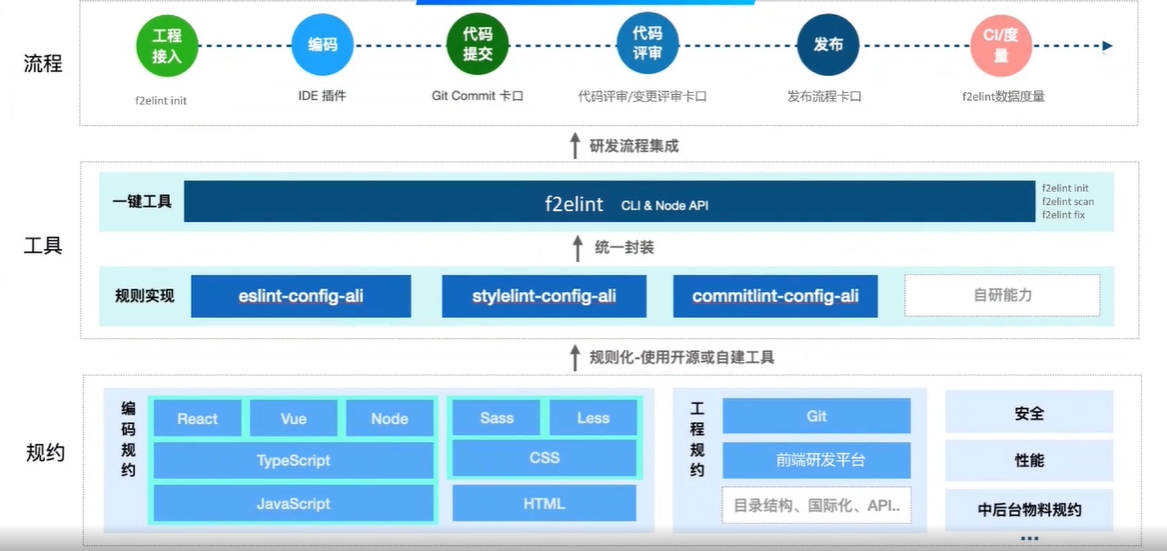 流程
工程
接入
编码
代码
提交
代码
评审
发布
CI/度
量
f2elint init
IDE 插件
Git Commit 卡口
代码评审/变更评审卡口
发布流程卡口
f2elint数据度量
研发流程集成
工具
一键工具
f2elint CLI & Node API
f2elint init
f2elint scan
f2elint fix
统一封装
规则实现
eslint-config-ali
stylelint-config-ali
commitlint-config-ali
自研能力
规则化-使用开源或自建工具
规约
编码规约
React
Vue
Node
TypeScript
JavaScript
Sass
Less
CSS
HTML
工程规约
Git
前端研发平台
目录结构、国际化、API..
安全
性能
中后台物料规约
...